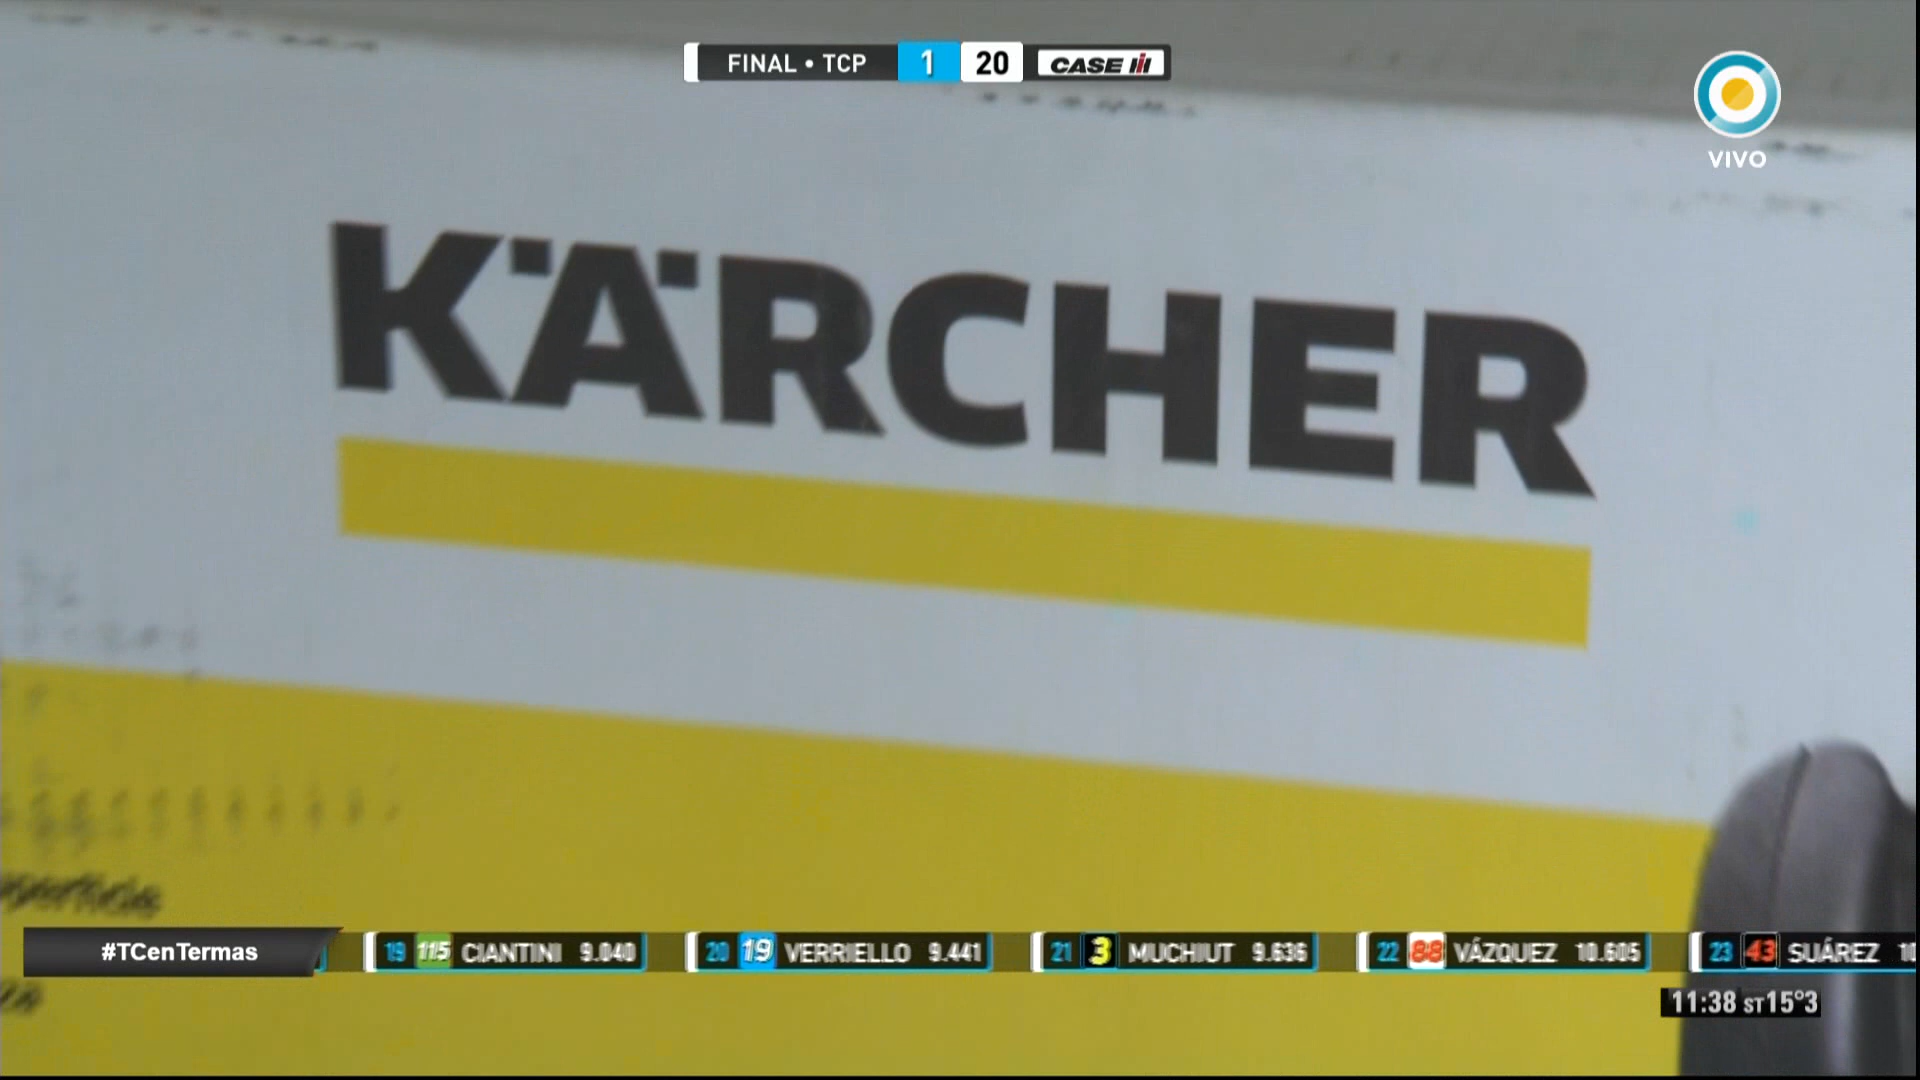 FINAL • TCP 1 20 CASE IH
VIVO
KÄRCHER
#TCenTermas 19 115 CIANTINI 9.040 20 19 VERRIELLO 9.441 21 3 MUCHIUT 9.636 22 88 VÁZQUEZ 10.605 23 43 SUÁREZ
11:38 ST 15°3